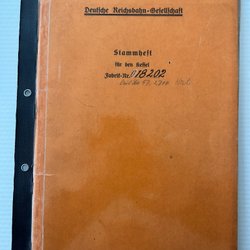 Deutsche Reichsbahn-Gesellschaft
Stammheft
für den Kessel
Fabrik-Nr. 18202